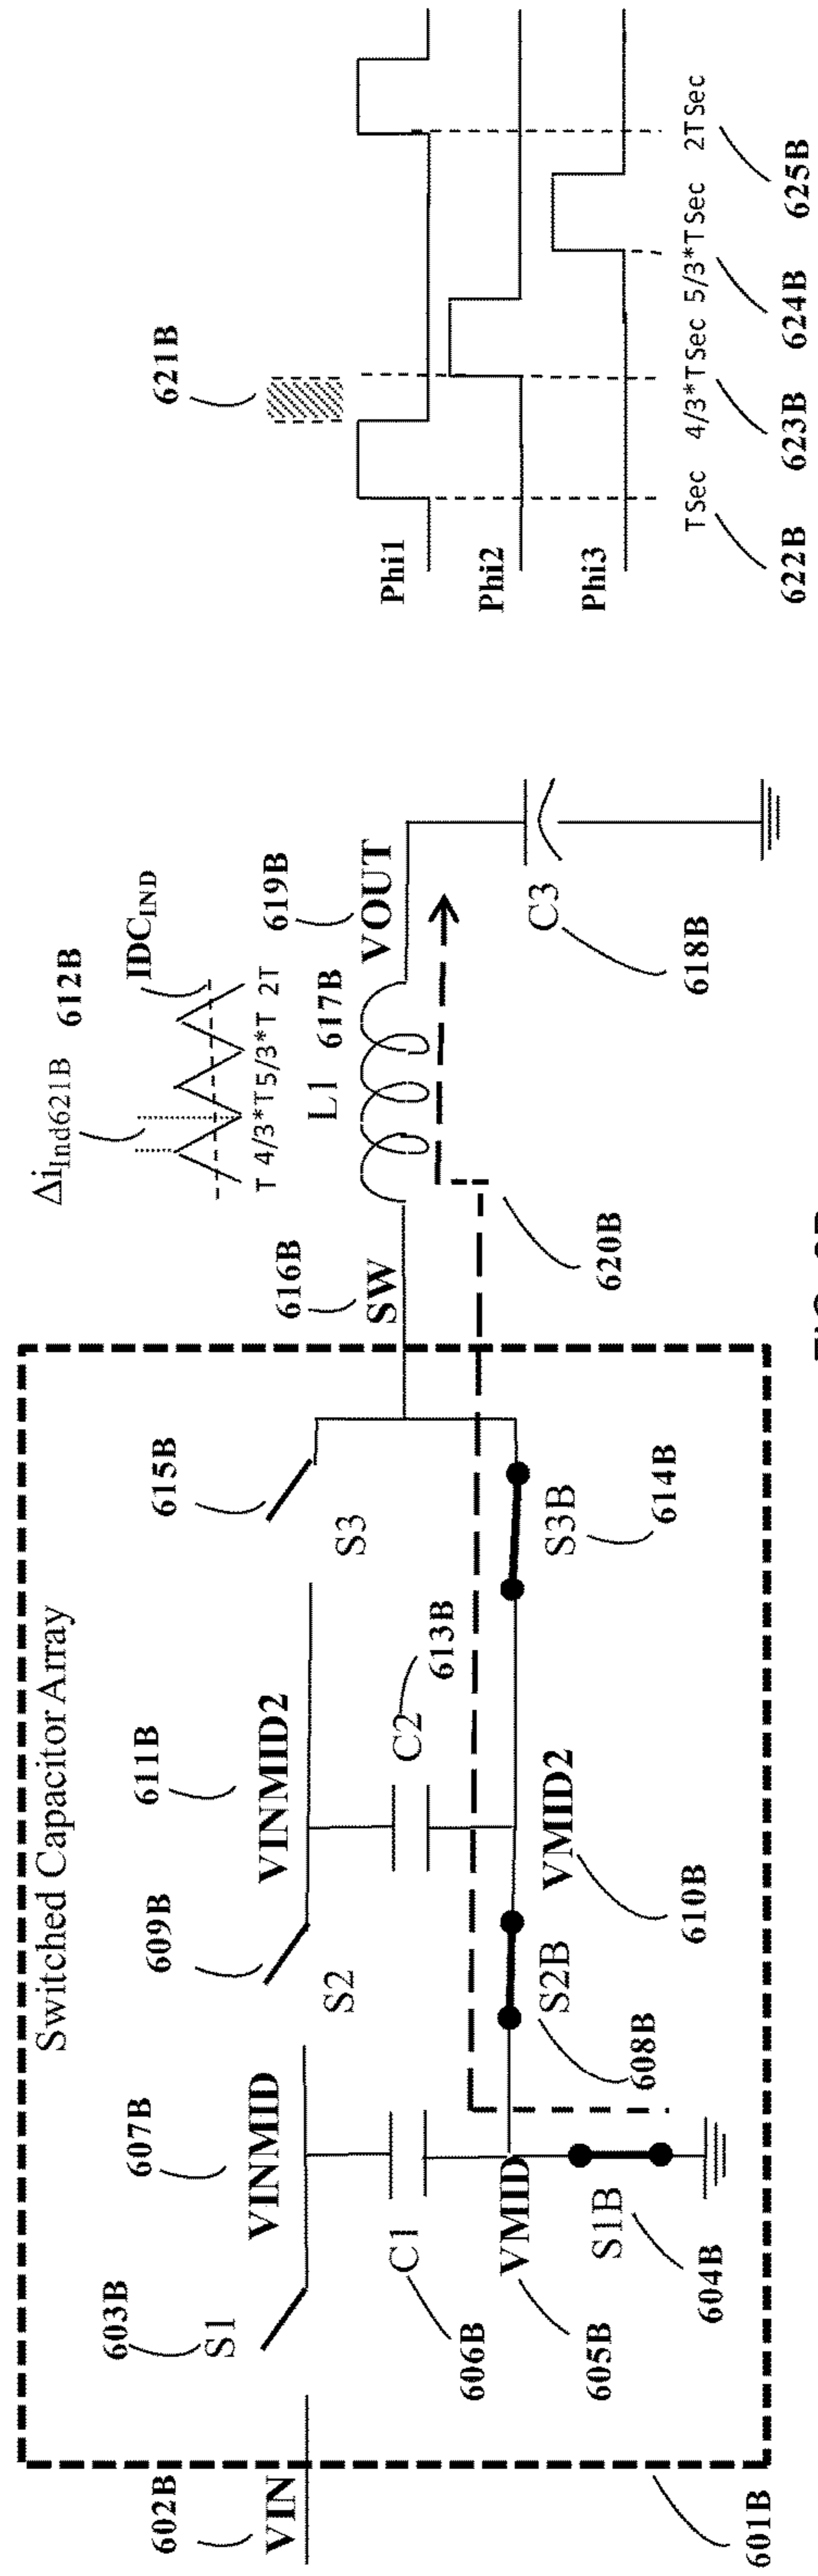 Switched Capacitor Array
602B
VIN
603B
S1
607B
VINMID
C1
606B
VMID
605B
S1B
604B
609B
S2
S2B
608B
611B
VINMID2
C2
613B
VMID2
610B
615B
S3
S3B
614B
601B
616B
SW
620B
Δi_Ind621B
612B
IDC_IND
T 4/3*T 5/3*T 2T
L1
617B
619B
VOUT
C3
618B
621B
Phi1
Phi2
Phi3
TSec 4/3*TSec 5/3*TSec 2TSec
622B
623B
624B
625B